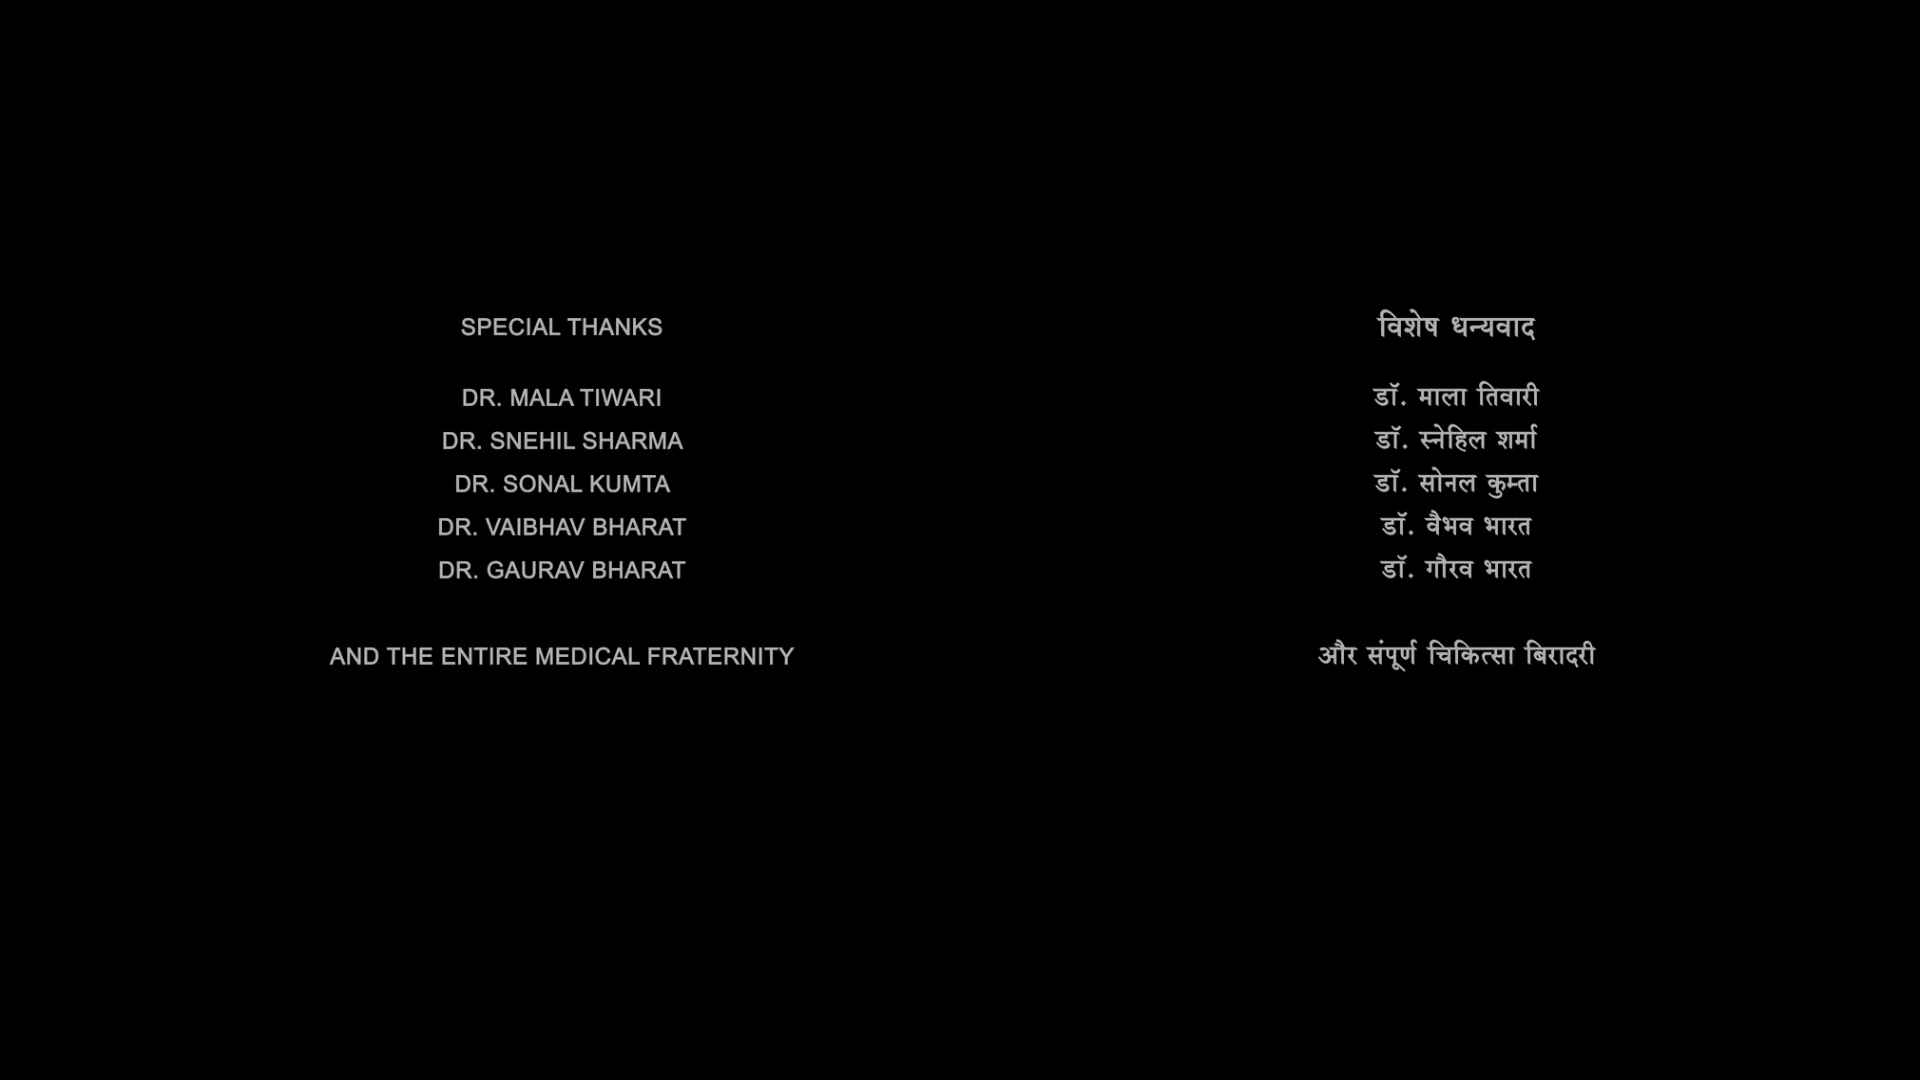 SPECIAL THANKS
DR. MALA TIWARI
DR. SNEHIL SHARMA
DR. SONAL KUMTA
DR. VAIBHAV BHARAT
DR. GAURAV BHARAT
AND THE ENTIRE MEDICAL FRATERNITY
विशेष धन्यवाद
डॉ. माला तिवारी
डॉ. स्नेहिल शर्मा
डॉ. सोनल कुम्ता
डॉ. वैभव भारत
डॉ. गौरव भारत
और संपूर्ण चिकित्सा बिरादरी